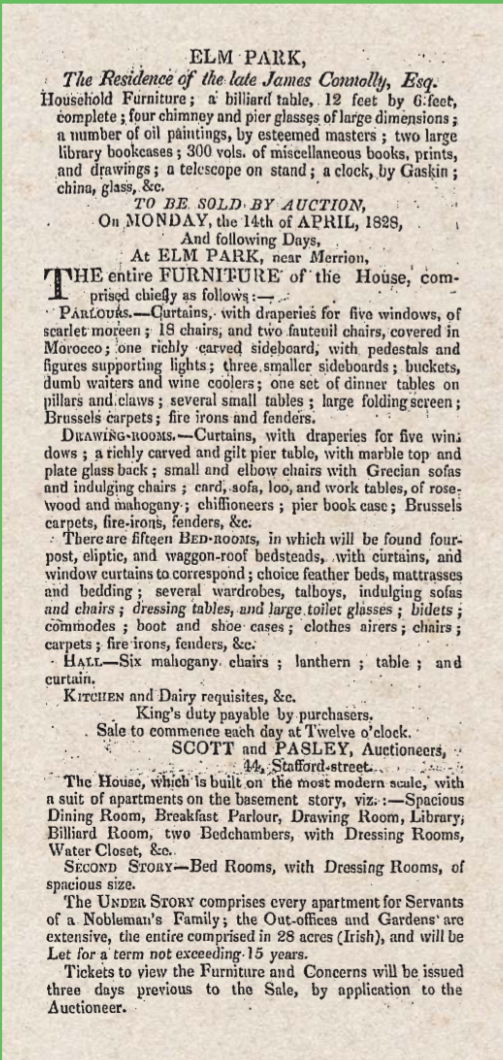 ELM PARK,
The Residence of the late James Connolly, Esq.
Household Furniture; a billiard table, 12 feet by 6 feet,
complete; four chimney and pier glasses of large dimensions;
a number of oil paintings, by esteemed masters; two large
library bookcases; 300 vols. of miscellaneous books, prints,
and drawings; a telescope on stand; a clock, by Gaskin;
china, glass, &c.
TO BE SOLD BY AUCTION,
On MONDAY, the 14th of APRIL, 1828,
And following Days,
At ELM PARK, near Merrion,
THE entire FURNITURE of the House, com-
prised chiefly as follows:—
PARLOURS.—Curtains, with draperies for five windows, of
scarlet moreen; 18 chairs, and two fauteuil chairs, covered in
Morocco; one richly carved sideboard, with pedestals and
figures supporting lights; three smaller sideboards; buckets,
dumb waiters and wine coolers; one set of dinner tables on
pillars and claws; several small tables; large folding screen;
Brussels carpets; fire irons and fenders.
DRAWING-ROOMS.—Curtains, with draperies for five win-
dows; a richly carved and gilt pier table, with marble top and
plate glass back; small and elbow chairs with Grecian sofas
and indulging chairs; card, sofa, loo, and work tables, of rose-
wood and mahogany; chiffioneers; pier book case; Brussels
carpets, fire-irons, fenders, &c.
There are fifteen BED-ROOMS, in which will be found four-
post, eliptic, and waggon-roof bedsteads, with curtains, and
window curtains to correspond; choice feather beds, mattrasses
and bedding; several wardrobes, talboys, indulging sofas
and chairs; dressing tables, and large toilet glasses; bidets;
commodes; boot and shoe cases; clothes airers; chairs;
carpets; fire irons, fenders, &c.
HALL—Six mahogany chairs; lanthern; table; and
curtain.
KITCHEN and Dairy requisites, &c.
King's duty payable by purchasers.
Sale to commence each day at Twelve o'clock.
SCOTT and PASLEY, Auctioneers,
44, Stafford-street.
The House, which is built on the most modern scale, with
a suit of apartments on the basement story, viz.:—Spacious
Dining Room, Breakfast Parlour, Drawing Room, Library,
Billiard Room, two Bedchambers, with Dressing Rooms,
Water Closet, &c.
SECOND STORY—Bed Rooms, with Dressing Rooms, of
spacious size.
The UNDER STORY comprises every apartment for Servants
of a Nobleman's Family; the Out-offices and Gardens are
extensive, the entire comprised in 28 acres (Irish), and will be
Let for a term not exceeding 15 years.
Tickets to view the Furniture and Concerns will be issued
three days previous to the Sale, by application to the
Auctioneer.